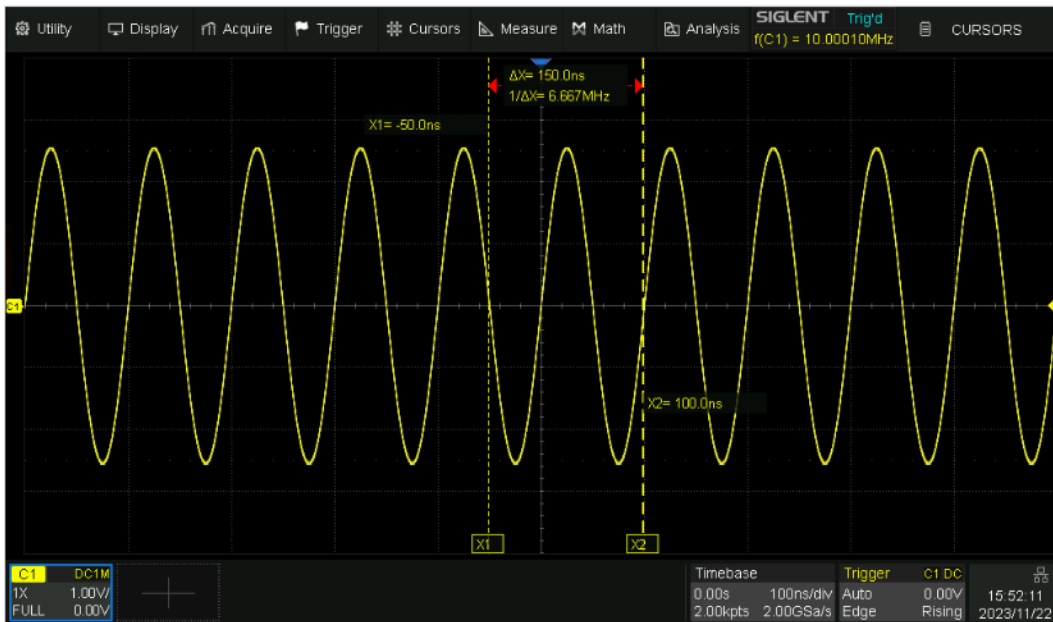 Utility Display Acquire Trigger Cursors Measure Math Analysis SIGLENT Trig'd CURSORS
f(C1) = 10.00010MHz
ΔX= 150.0ns
1/ΔX= 6.667MHz
X1= -50.0ns
C1
X2= 100.0ns
X1 X2
C1 DC1M
1X 1.00V/
FULL 0.00V
Timebase
0.00s 100ns/div
2.00kpts 2.00GSa/s
Trigger C1 DC
Auto 0.00V
Edge Rising
15:52:11
2023/11/22